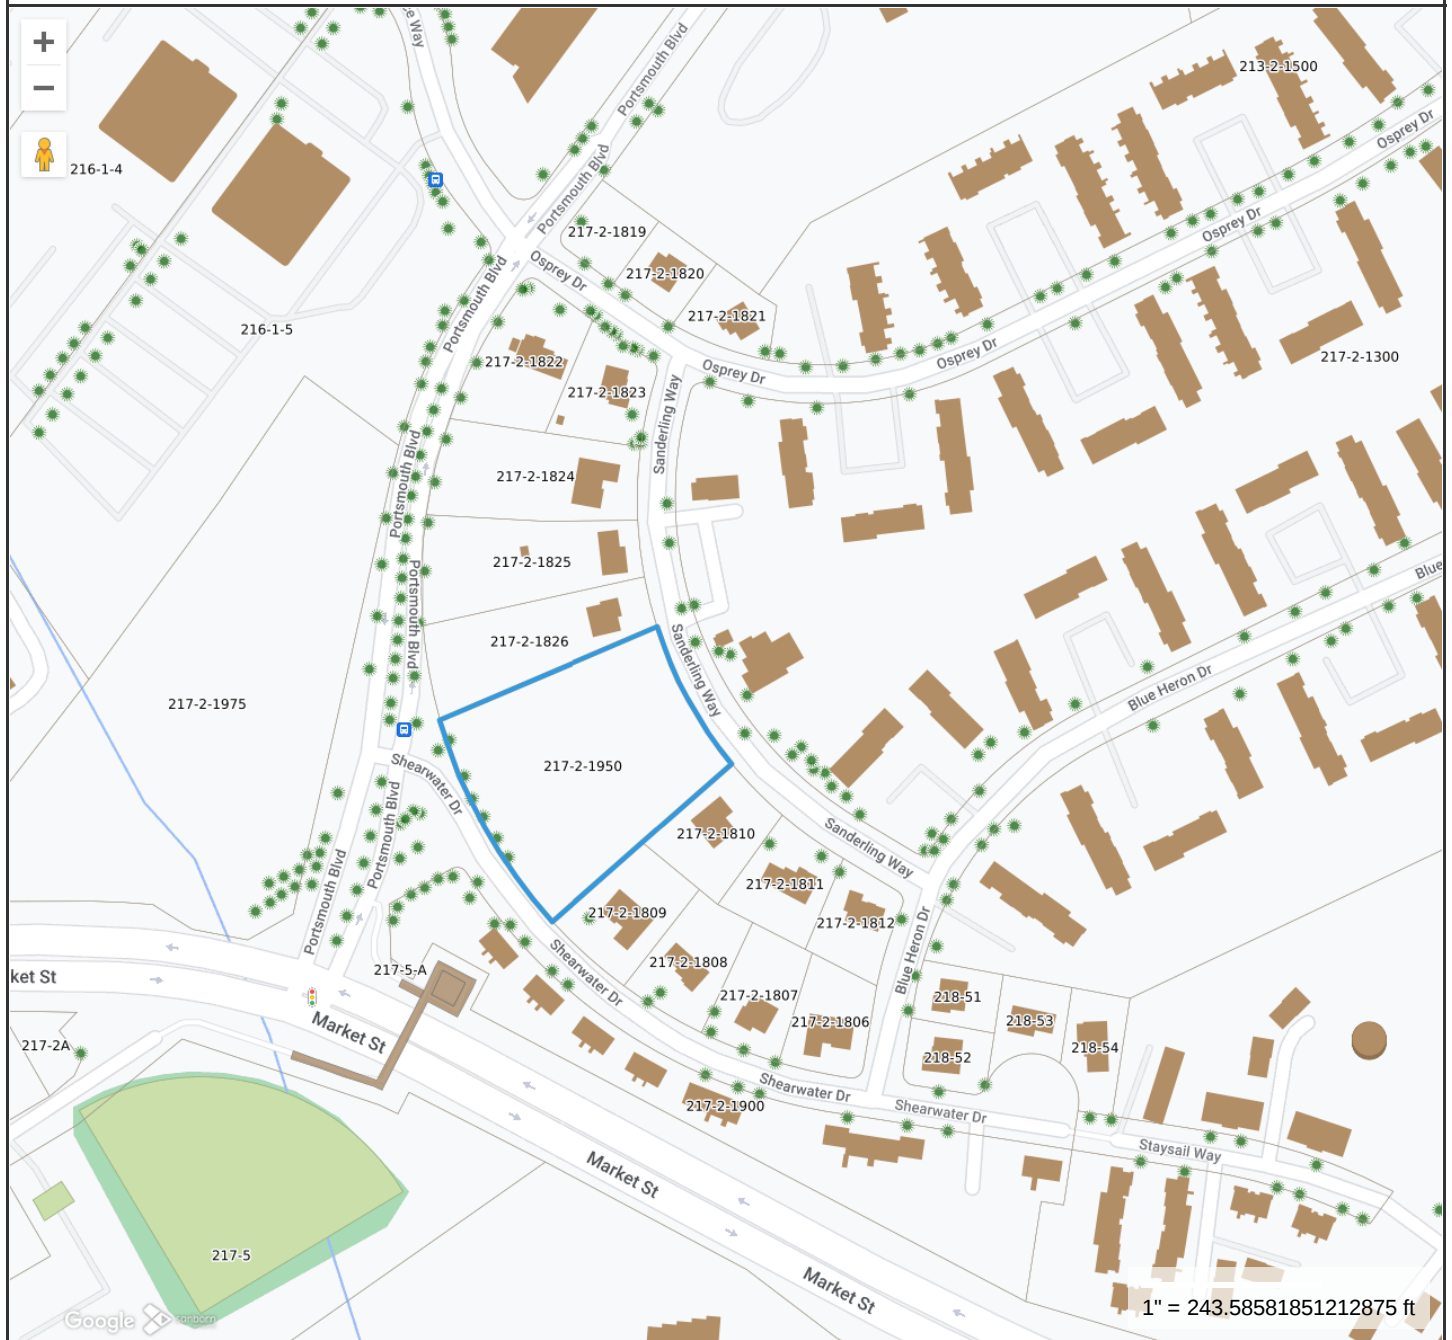 +
ce Way
Portsmouth Blvd
213-2-1500
−
Osprey Dr
216-1-4
Portsmouth Blvd
Osprey Dr
217-2-1819
Osprey Dr
217-2-1820
Portsmouth Blvd
217-2-1821
216-1-5
217-2-1822
Osprey Dr
217-2-1300
Osprey Dr
217-2-1823
Sanderling Way
Portsmouth Blvd
217-2-1824
217-2-1825
Blue
Portsmouth Blvd
217-2-1826
Sanderling Way
Blue Heron Dr
217-2-1975
217-2-1950
Shearwater Dr
Portsmouth Blvd
217-2-1810
Sanderling Way
Portsmouth Blvd
217-2-1811
217-2-1809
217-2-1812
Blue Heron Dr
217-2-1808
217-5-A
Shearwater Dr
ket St
217-2-1807
218-51
217-2-1806
218-53
Market St
217-2A
218-52
218-54
Shearwater Dr
217-2-1900
Shearwater Dr
Staysail Way
Market St
217-5
Market St
1" = 243.58581851212875 ft
Google
sanborn